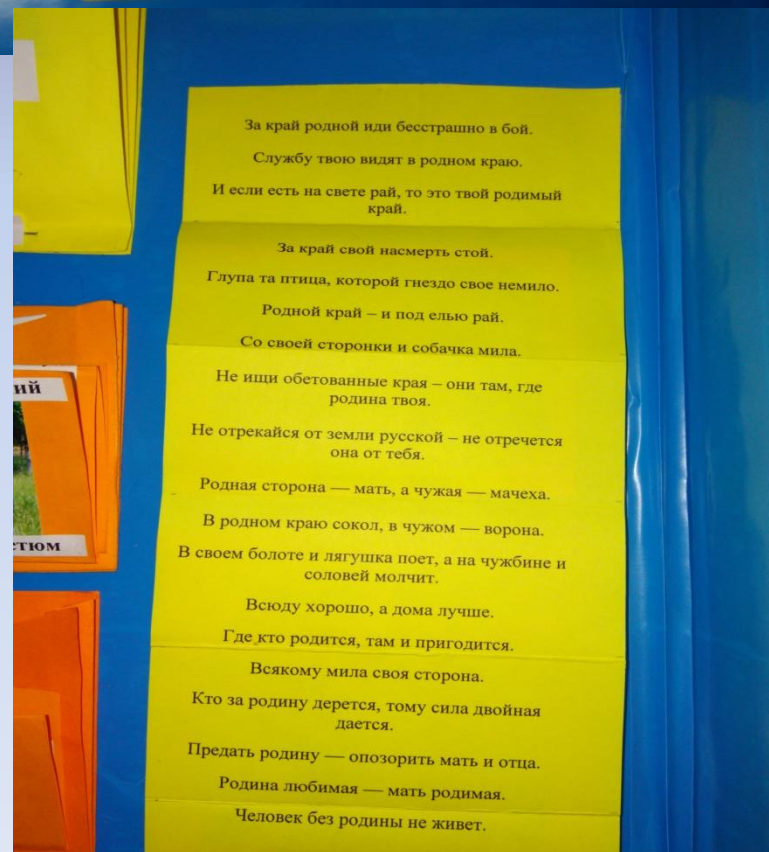 За край родной иди бесстрашно в бой.
Службу твою видят в родном краю.
И если есть на свете рай, то это твой родимый
край.
За край свой насмерть стой.
Глупа та птица, которой гнездо свое немило.
Родной край – и под елью рай.
Со своей сторонки и собачка мила.
Не ищи обетованные края – они там, где
родина твоя.
Не отрекайся от земли русской – не отречется
она от тебя.
Родная сторона — мать, а чужая — мачеха.
В родном краю сокол, в чужом — ворона.
В своем болоте и лягушка поет, а на чужбине и
соловей молчит.
Всюду хорошо, а дома лучше.
Где кто родится, там и пригодится.
Всякому мила своя сторона.
Кто за родину дерется, тому сила двойная
дается.
Предать родину — опозорить мать и отца.
Родина любимая — мать родимая.
Человек без родины не живет.
ий
тюм